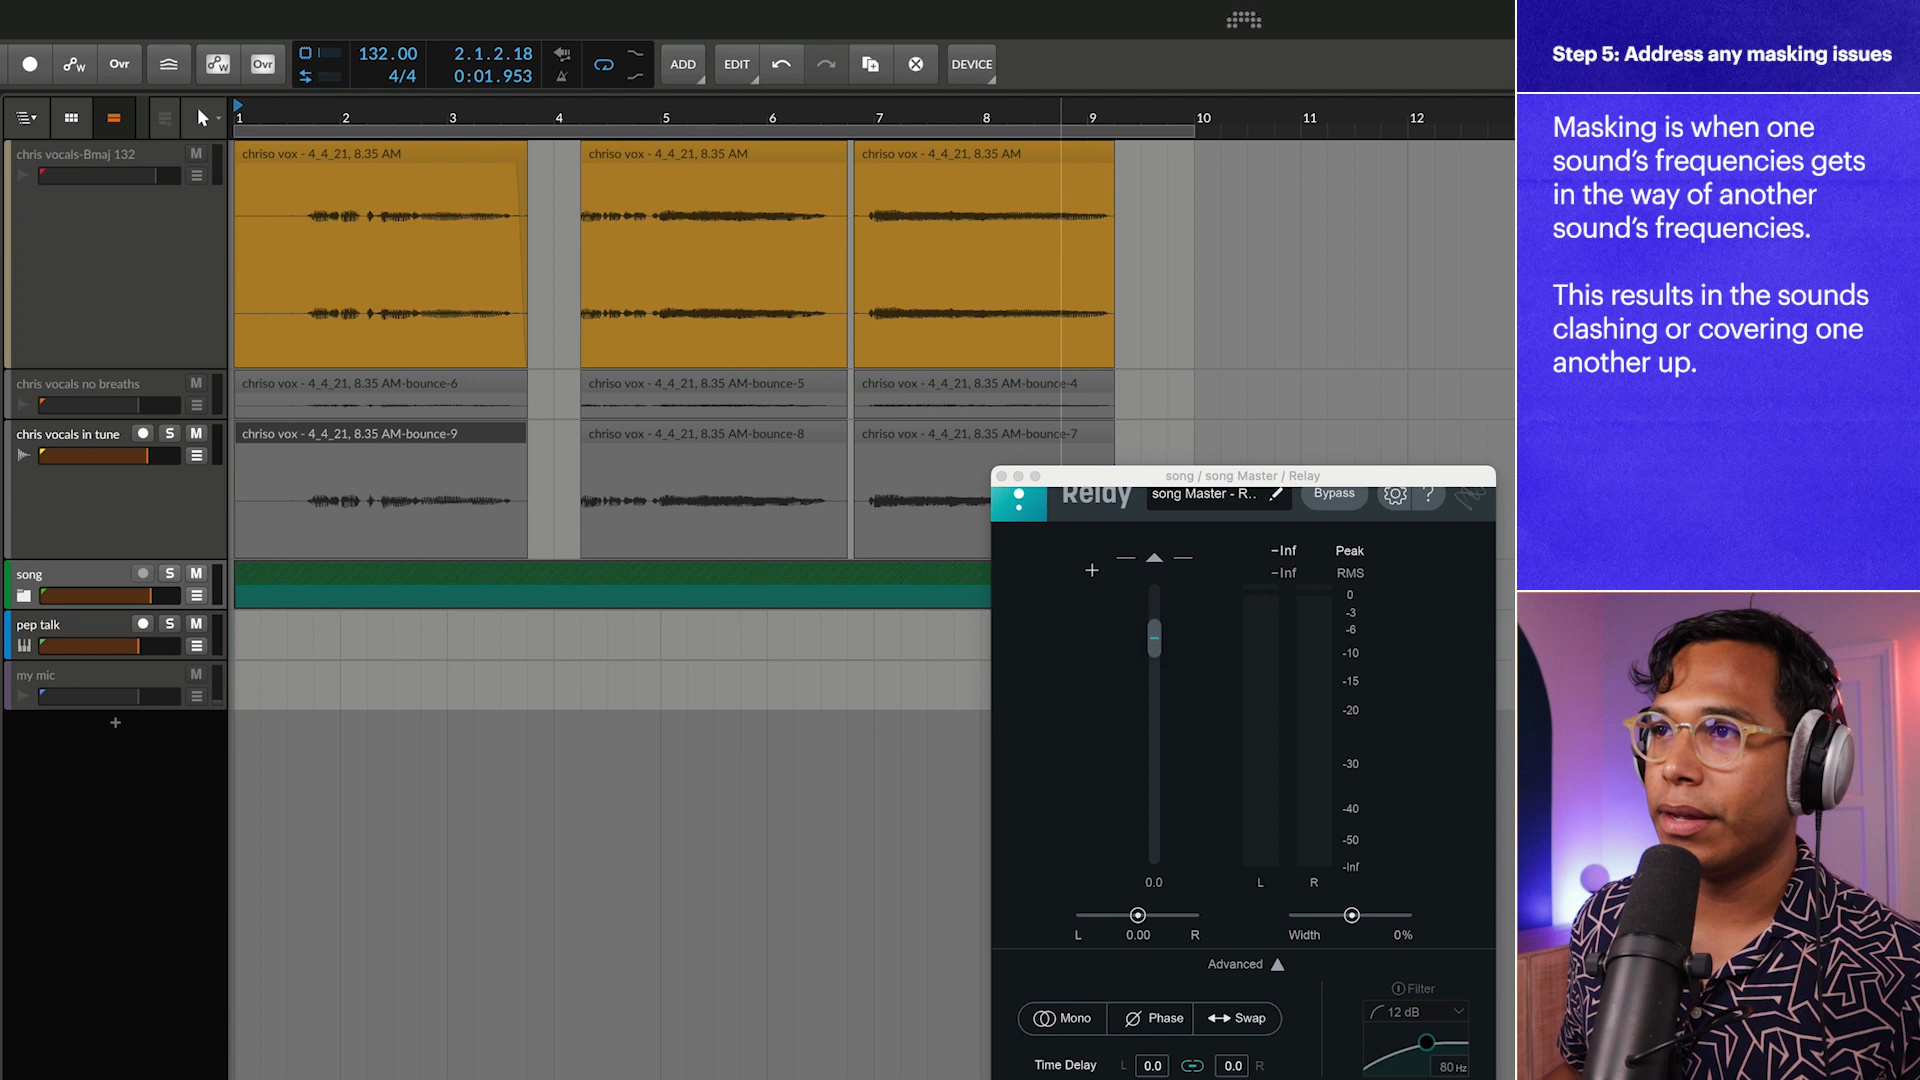 Ovr
Ovr
132.00
4/4
2.1.2.18
0:01.953
ADD
EDIT
DEVICE
1 2 3 4 5 6 7 8 9 10 11 12
chris vocals-Bmaj 132 M
chriso vox - 4_4_21, 8.35 AM
chriso vox - 4_4_21, 8.35 AM
chriso vox - 4_4_21, 8.35 AM
chris vocals no breaths M
chriso vox - 4_4_21, 8.35 AM-bounce-6
chriso vox - 4_4_21, 8.35 AM-bounce-5
chriso vox - 4_4_21, 8.35 AM-bounce-4
chris vocals in tune S M
chriso vox - 4_4_21, 8.35 AM-bounce-9
chriso vox - 4_4_21, 8.35 AM-bounce-8
chriso vox - 4_4_21, 8.35 AM-bounce-7
song S M
pep talk S M
my mic M
+
song / song Master / Relay
Relay song Master - R.. Bypass ?
-Inf Peak
-Inf RMS
0
-3
-6
-10
-15
-20
-30
-40
-50
-Inf
0.0 L R
L 0.00 R Width 0%
Advanced
Filter
12 dB
Mono Phase Swap
Time Delay L 0.0 0.0 R
80 Hz
Step 5: Address any masking issues
Masking is when one
sound's frequencies gets
in the way of another
sound's frequencies.
This results in the sounds
clashing or covering one
another up.